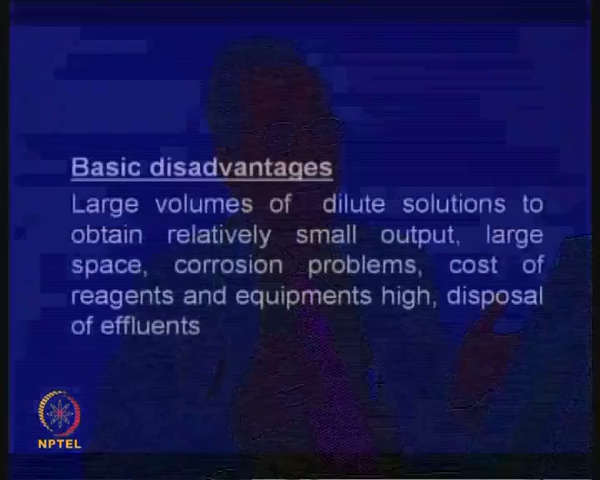 Basic disadvantages
Large volumes of dilute solutions to
obtain relatively small output, large
space, corrosion problems, cost of
reagents and equipments high, disposal
of effluents
NPTEL